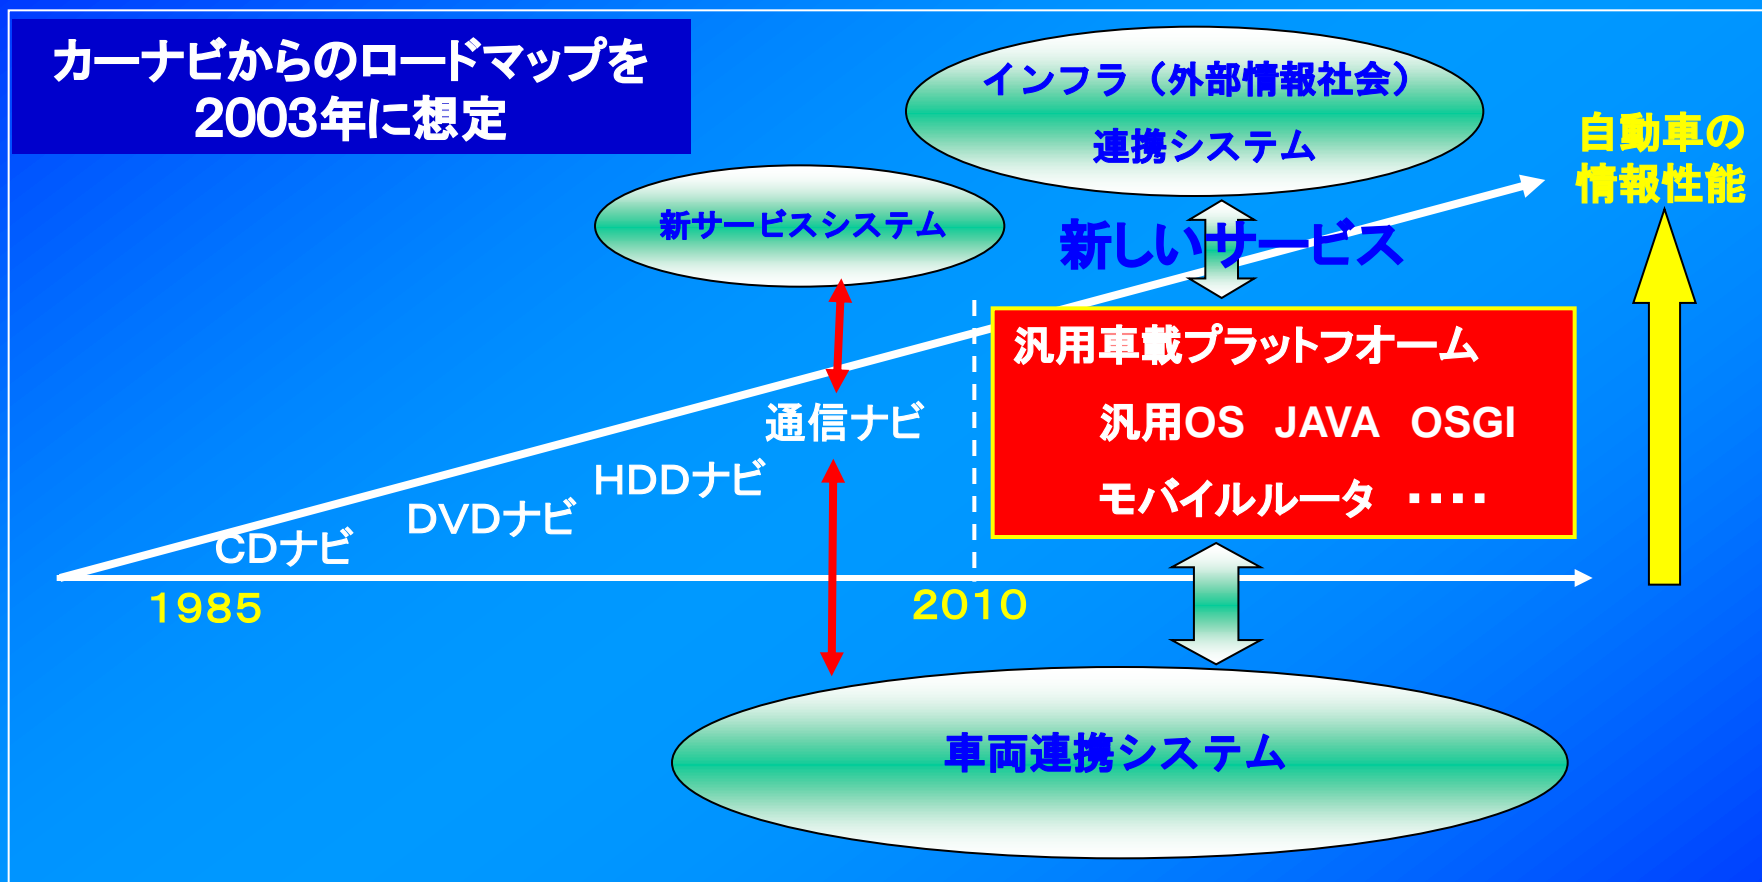 カーナビからのロードマップを
2003年に想定
インフラ（外部情報社会）
連携システム
自動車の
情報性能
新サービスシステム
新しいサービス
汎用車載プラットフオーム
汎用OS JAVA OSGI
モバイルルータ ････
通信ナビ
HDDナビ
DVDナビ
CDナビ
1985
2010
車両連携システム